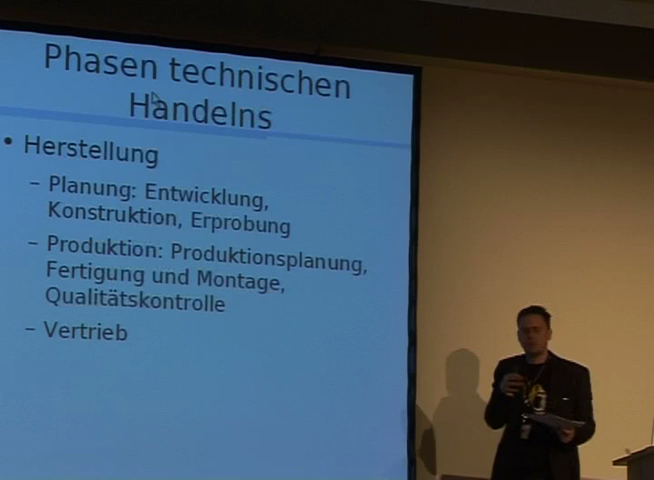 Phasen technischen
Handelns
• Herstellung
– Planung: Entwicklung,
Konstruktion, Erprobung
– Produktion: Produktionsplanung,
Fertigung und Montage,
Qualitätskontrolle
– Vertrieb